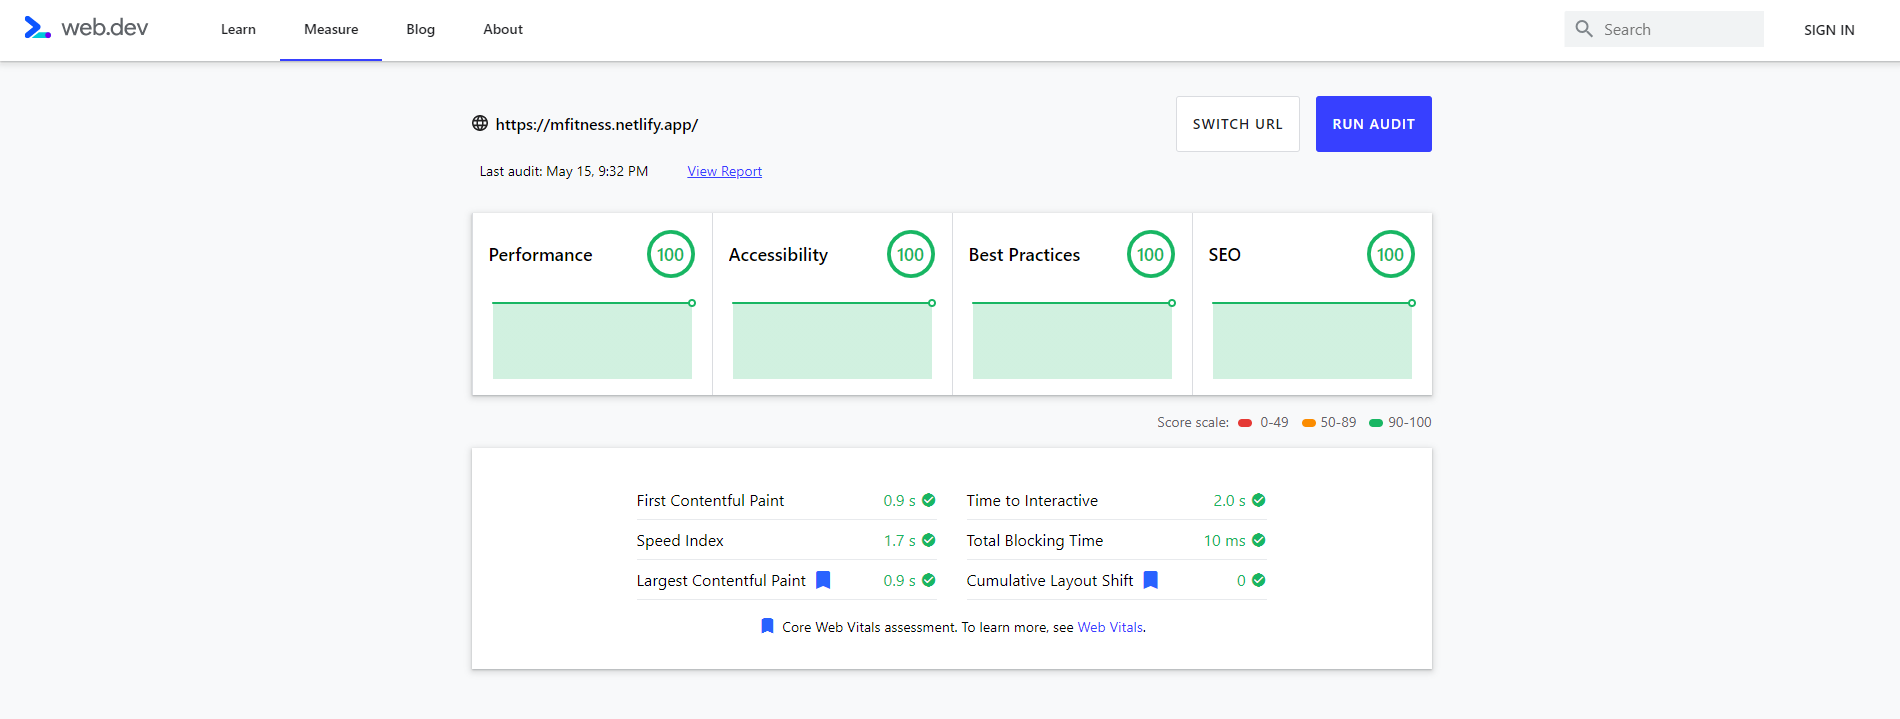 web.dev Learn Measure Blog About Search SIGN IN
https://mfitness.netlify.app/ SWITCH URL RUN AUDIT
Last audit: May 15, 9:32 PM View Report
Performance 100 Accessibility 100 Best Practices 100 SEO 100
Score scale: 0-49 50-89 90-100
First Contentful Paint 0.9 s Time to Interactive 2.0 s
Speed Index 1.7 s Total Blocking Time 10 ms
Largest Contentful Paint 0.9 s Cumulative Layout Shift 0
Core Web Vitals assessment. To learn more, see Web Vitals.